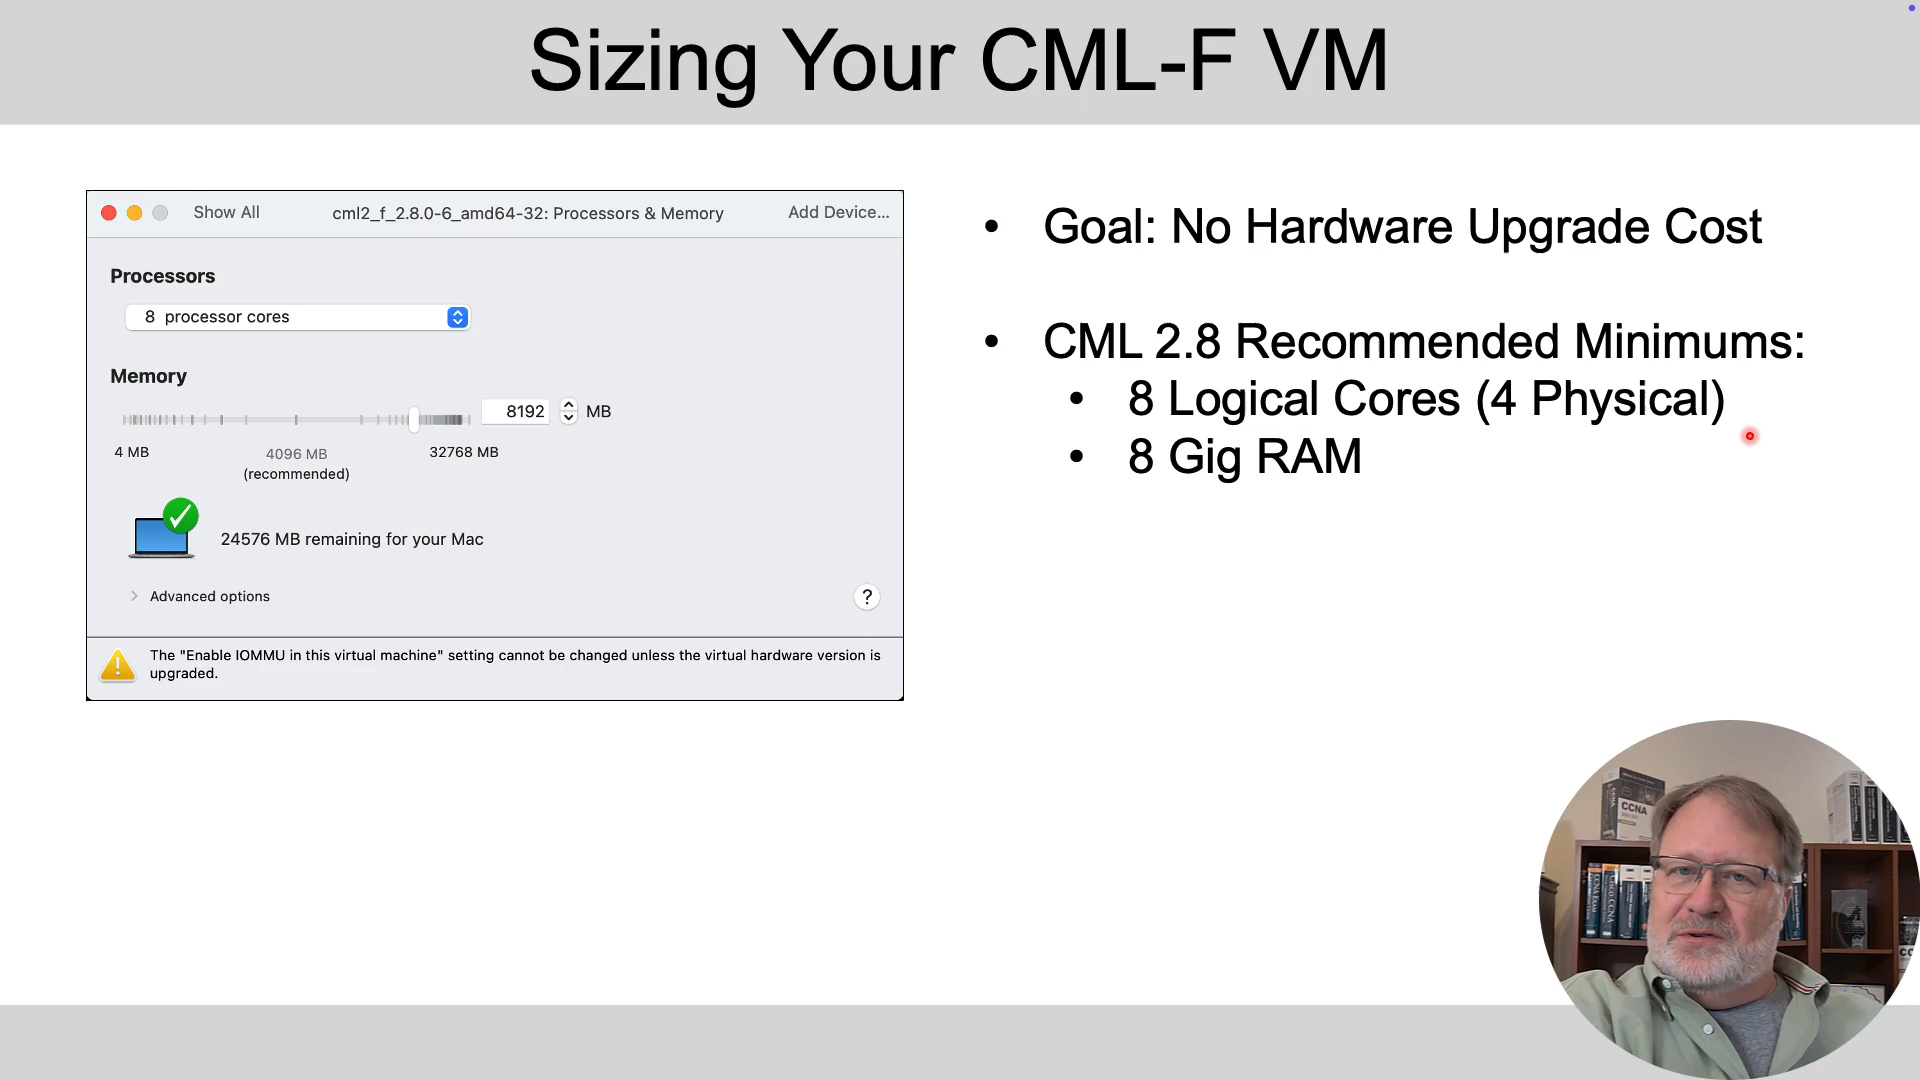 Sizing Your CML-F VM
Show All
cml2_f_2.8.0-6_amd64-32: Processors & Memory
Add Device...
Processors
8 processor cores
Memory
8192 MB
4 MB
4096 MB
(recommended)
32768 MB
24576 MB remaining for your Mac
Advanced options
?
The "Enable IOMMU in this virtual machine" setting cannot be changed unless the virtual hardware version is
upgraded.
• Goal: No Hardware Upgrade Cost
• CML 2.8 Recommended Minimums:
• 8 Logical Cores (4 Physical)
• 8 Gig RAM
CCNA